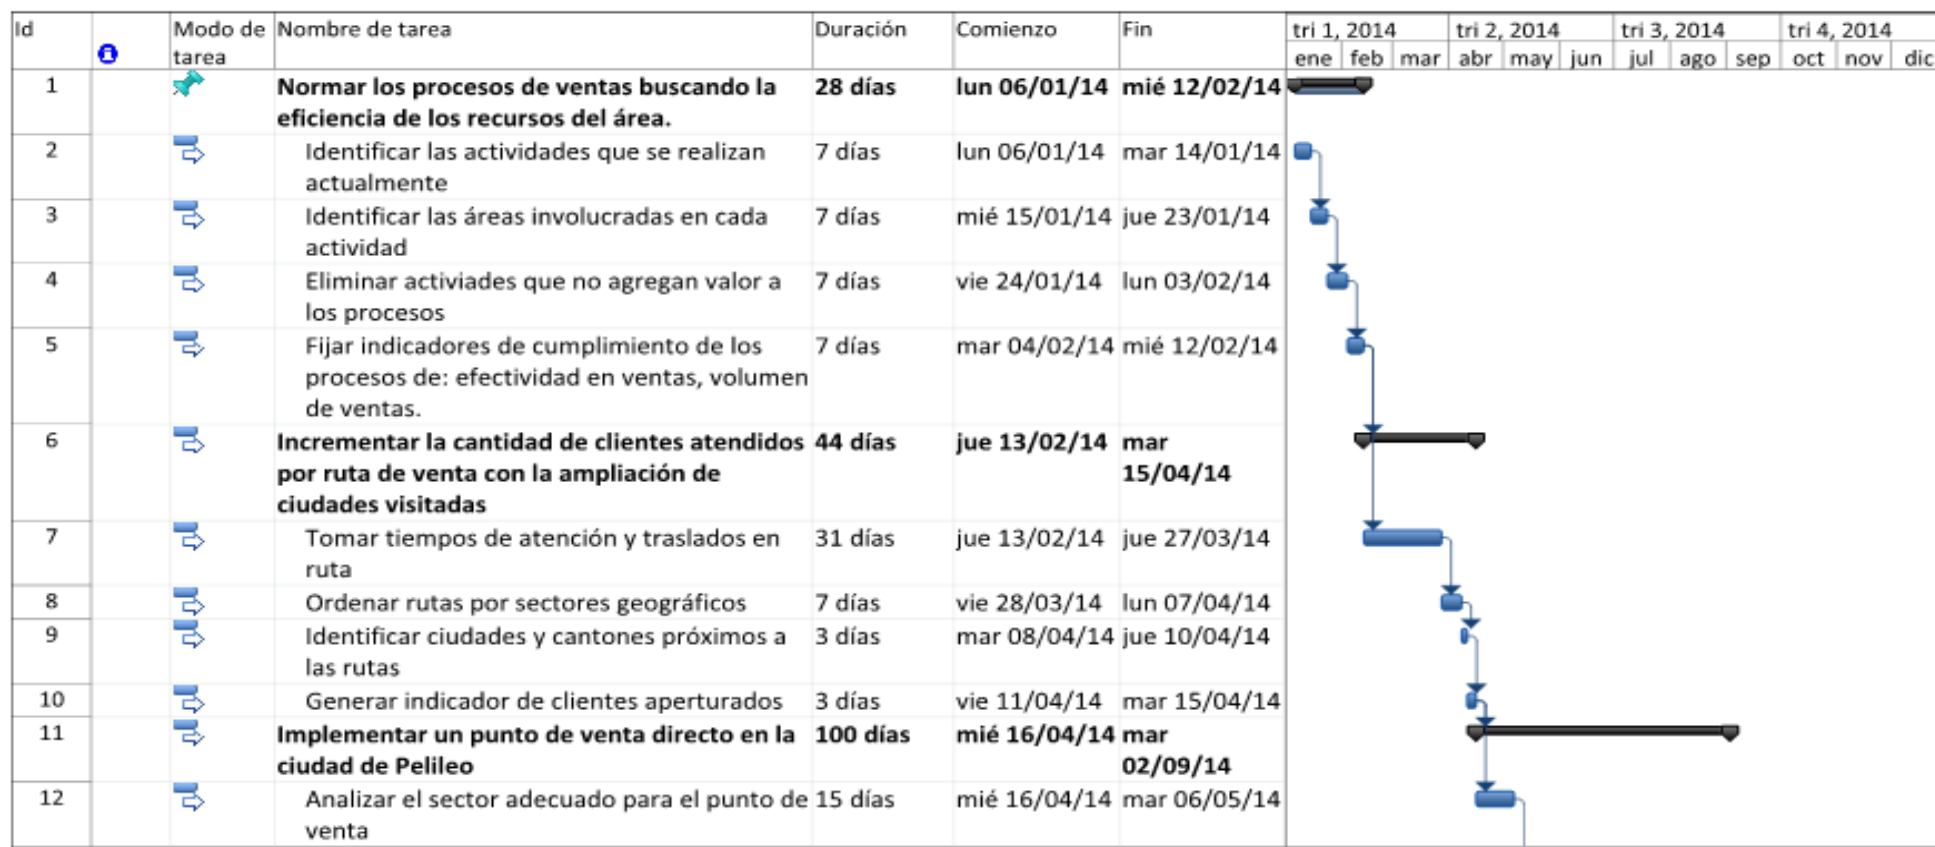 Id Modo de tarea Nombre de tarea Duración Comienzo Fin tri 1, 2014 tri 2, 2014 tri 3, 2014 tri 4, 2014
ene feb mar abr may jun jul ago sep oct nov dic
1 Normar los procesos de ventas buscando la 28 días lun 06/01/14 mié 12/02/14
eficiencia de los recursos del área.
2 Identificar las actividades que se realizan 7 días lun 06/01/14 mar 14/01/14
actualmente
3 Identificar las áreas involucradas en cada 7 días mié 15/01/14 jue 23/01/14
actividad
4 Eliminar activiades que no agregan valor a 7 días vie 24/01/14 lun 03/02/14
los procesos
5 Fijar indicadores de cumplimiento de los 7 días mar 04/02/14 mié 12/02/14
procesos de: efectividad en ventas, volumen
de ventas.
6 Incrementar la cantidad de clientes atendidos 44 días jue 13/02/14 mar
por ruta de venta con la ampliación de 15/04/14
ciudades visitadas
7 Tomar tiempos de atención y traslados en 31 días jue 13/02/14 jue 27/03/14
ruta
8 Ordenar rutas por sectores geográficos 7 días vie 28/03/14 lun 07/04/14
9 Identificar ciudades y cantones próximos a 3 días mar 08/04/14 jue 10/04/14
las rutas
10 Generar indicador de clientes aperturados 3 días vie 11/04/14 mar 15/04/14
11 Implementar un punto de venta directo en la 100 días mié 16/04/14 mar
ciudad de Pelileo 02/09/14
12 Analizar el sector adecuado para el punto de 15 días mié 16/04/14 mar 06/05/14
venta